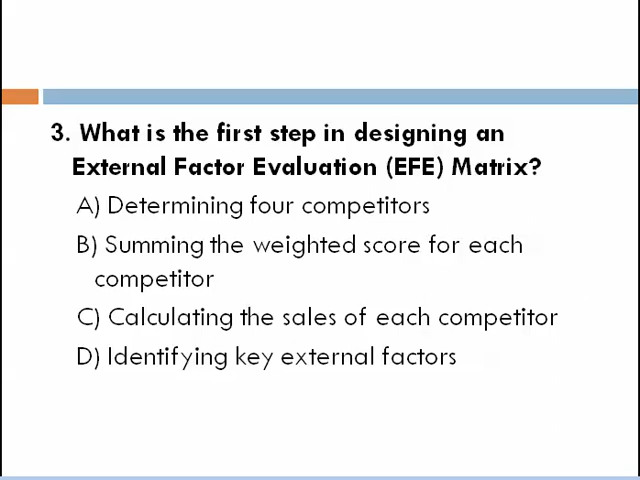 3. What is the first step in designing an
External Factor Evaluation (EFE) Matrix?
A) Determining four competitors
B) Summing the weighted score for each
competitor
C) Calculating the sales of each competitor
D) Identifying key external factors